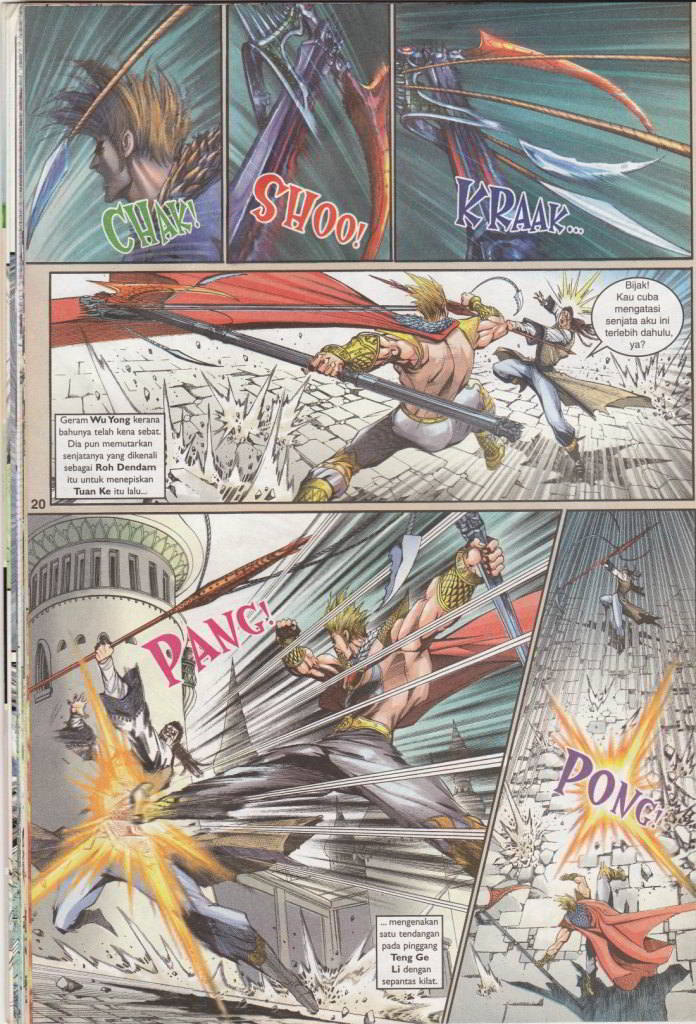 CHAK!
SHOO!
KRAAK...
Bijak!
Kau cuba
mengatasi
senjata aku ini
terlebih dahulu,
ya?
Geram Wu Yong kerana
bahunya telah kena sebat.
Dia pun memutarkan
senjatanya yang dikenali
sebagai Roh Dendam
itu untuk menepiskan
Tuan Ke itu lalu...
20
PANG!
PONG!
... mengenakan
satu tendangan
pada pinggang
Teng Ge
Li dengan
sepantas kilat.